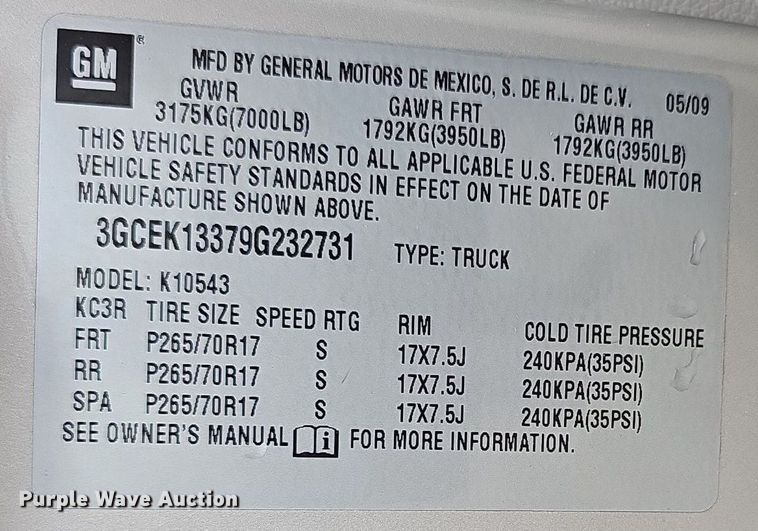 GM ®
MFD BY GENERAL MOTORS DE MEXICO, S. DE R.L. DE C.V. 05/09
GVWR GAWR FRT GAWR RR
3175KG(7000LB) 1792KG(3950LB) 1792KG(3950LB)
THIS VEHICLE CONFORMS TO ALL APPLICABLE U.S. FEDERAL MOTOR
VEHICLE SAFETY STANDARDS IN EFFECT ON THE DATE OF
MANUFACTURE SHOWN ABOVE.
3GCEK13379G232731 TYPE: TRUCK
MODEL: K10543
KC3R TIRE SIZE SPEED RTG RIM COLD TIRE PRESSURE
FRT P265/70R17 S 17X7.5J 240KPA(35PSI)
RR P265/70R17 S 17X7.5J 240KPA(35PSI)
SPA P265/70R17 S 17X7.5J 240KPA(35PSI)
SEE OWNER'S MANUAL i FOR MORE INFORMATION.
Purple Wave Auction